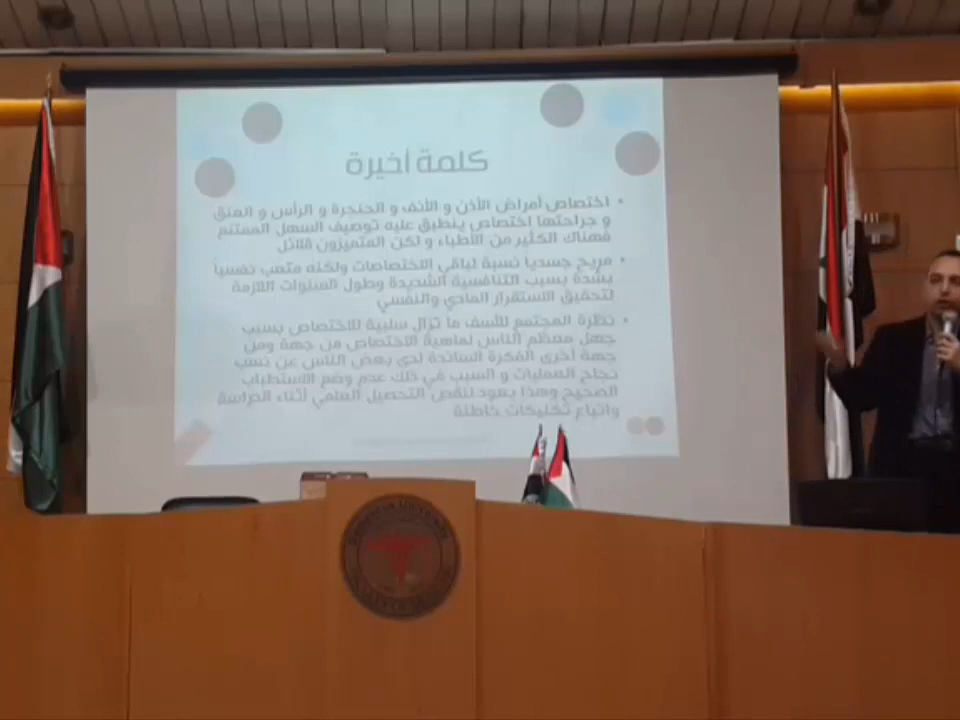 كلمة أخيرة
• اختصاص أمراض الأذن و الأنف و الحنجرة و الرأس و العنق
و جراحتها اختصاص ينطبق عليه توصيف السهل الممتنع
فهناك الكثير من الأطباء و لكن المتميزون قلائل
• مريح جسدياً نسبة لباقي الاختصاصات ولكنه متعب نفسياً
بشدة بسبب التنافسية الشديدة وطول السنوات اللازمة
لتحقيق الاستقرار المادي والنفسي
• نظرة المجتمع للأسف ما تزال سلبية للاختصاص بسبب
جهل معظم الناس لماهية الاختصاص من جهة ومن
جهة أخرى الفكرة السائدة لدى بعض الناس عن نسب
نجاح العمليات و السبب في ذلك عدم وضع الاستطباب
الصحيح وهذا يعود لنقص التحصيل العلمي أثناء الدراسة
واتباع تكنيكات خاطئة